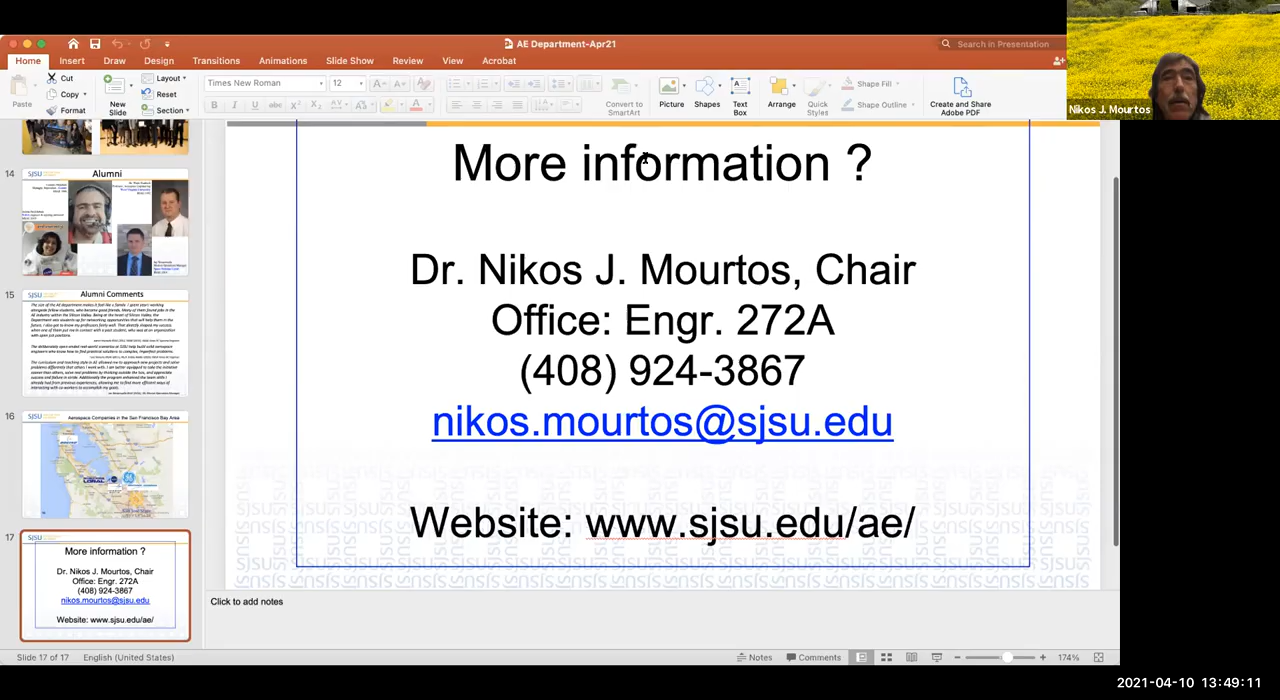 AE Department-Apr21
Search in Presentation
Home Insert Draw Design Transitions Animations Slide Show Review View Acrobat
Paste
Cut
Copy
Format
New Slide
Layout
Reset
Section
Times New Roman 12
Convert to SmartArt
Picture
Shapes
Text Box
Arrange
Quick Styles
Shape Fill
Shape Outline
Create and Share Adobe PDF
Nikos J. Mourtos
14
SJSU
Alumni
15
SJSU
Alumni Comments
16
SJSU
Aerospace Companies in the San Francisco Bay Area
17
SJSU
More information ?
Dr. Nikos J. Mourtos, Chair
Office: Engr. 272A
(408) 924-3867
nikos.mourtos@sjsu.edu
Website: www.sjsu.edu/ae/
More information ?
Dr. Nikos J. Mourtos, Chair
Office: Engr. 272A
(408) 924-3867
nikos.mourtos@sjsu.edu
Website: www.sjsu.edu/ae/
Click to add notes
Slide 17 of 17 English (United States)
Notes Comments 174%
2021-04-10 13:49:11